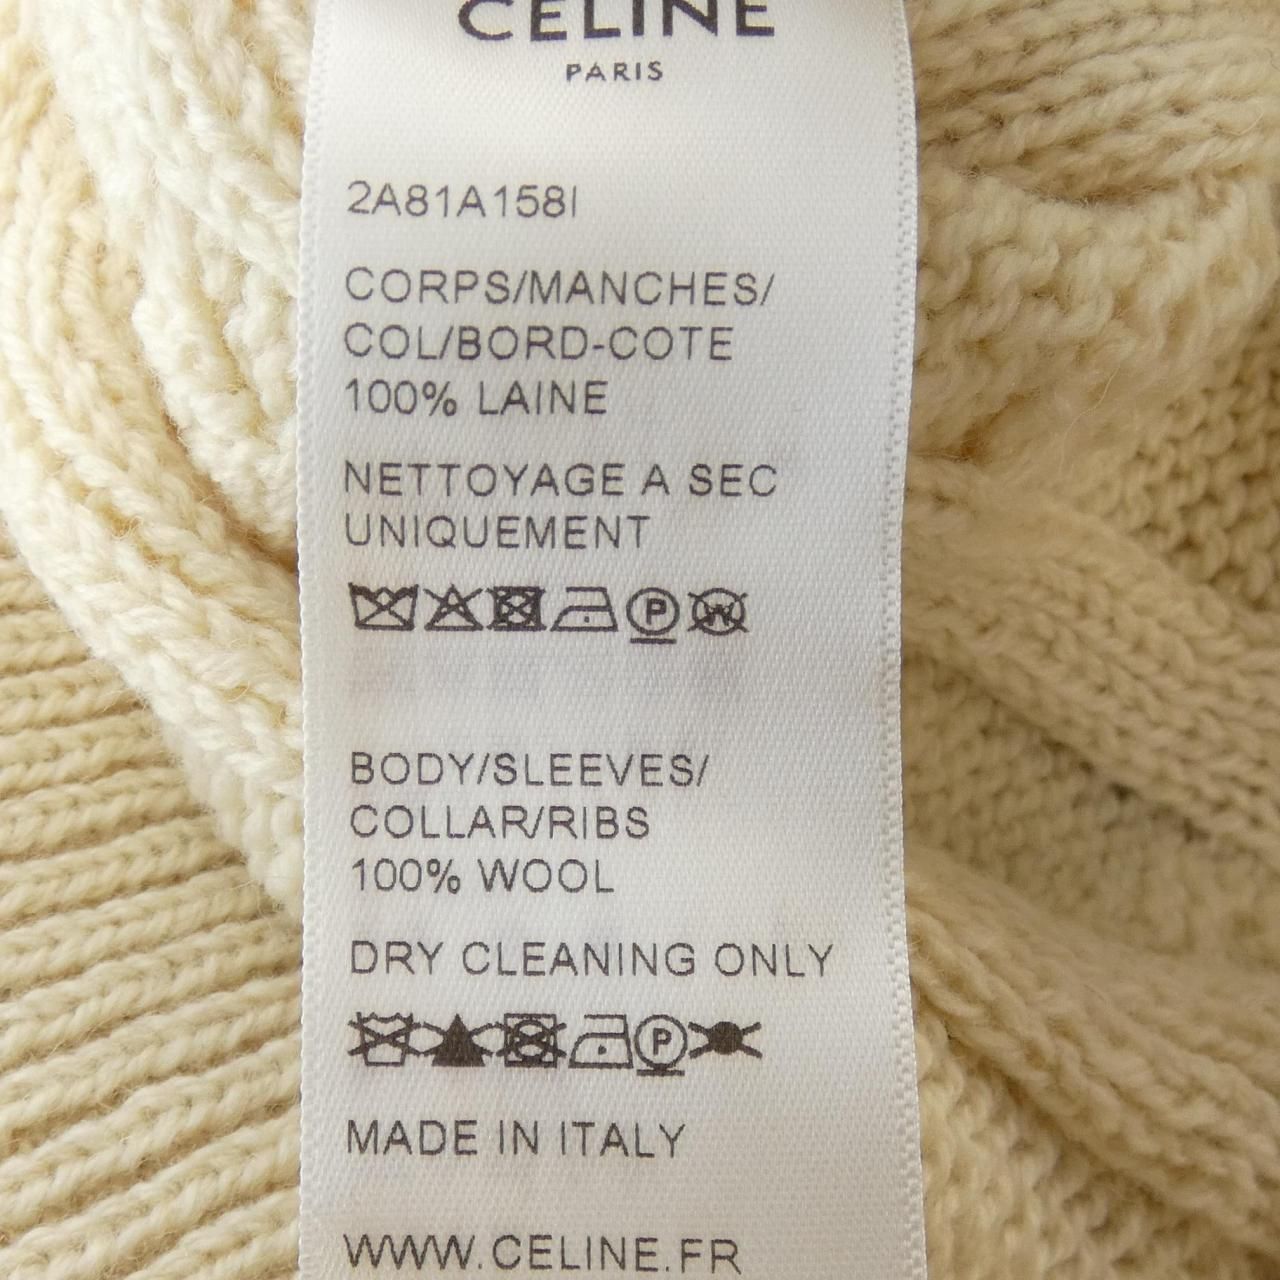 CELINE
PARIS
2A81A158I
CORPS/MANCHES/
COL/BORD-COTE
100% LAINE
NETTOYAGE A SEC
UNIQUEMENT
P W
BODY/SLEEVES/
COLLAR/RIBS
100% WOOL
DRY CLEANING ONLY
P
MADE IN ITALY
WWW.CELINE.FR